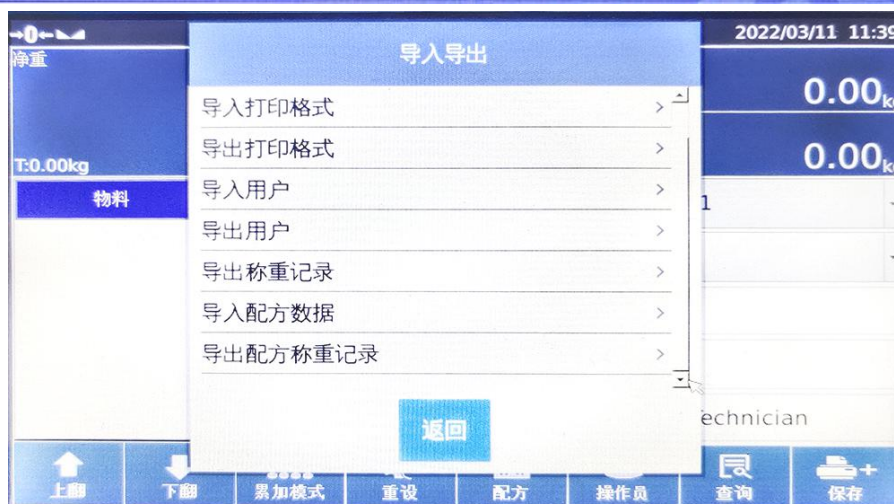 →0←
2022/03/11 11:39
净重
导入导出
0.00
T:0.00kg
0.00
物料
1
导入打印格式
导出打印格式
导入用户
导出用户
导出称重记录
导入配方数据
导出配方称重记录
返回
echnician
上翻
下翻
累加模式
重设
配方
操作员
查询
保存